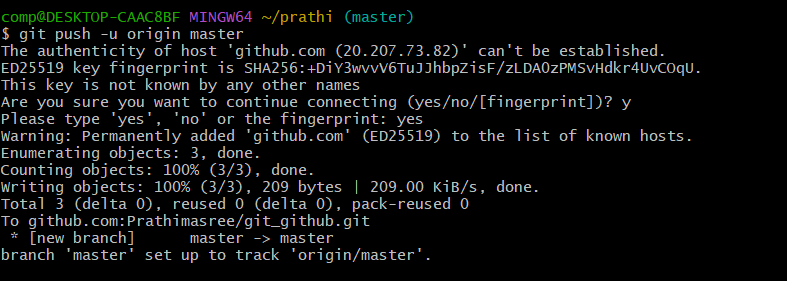 comp@DESKTOP-CAAC8BF MINGW64 ~/prathi (master)
$ git push -u origin master
The authenticity of host 'github.com (20.207.73.82)' can't be established.
ED25519 key fingerprint is SHA256:+DiY3wvvV6TuJJhbpZisF/zLDA0zPMSvHdkr4UvCOqU.
This key is not known by any other names
Are you sure you want to continue connecting (yes/no/[fingerprint])? y
Please type 'yes', 'no' or the fingerprint: yes
Warning: Permanently added 'github.com' (ED25519) to the list of known hosts.
Enumerating objects: 3, done.
Counting objects: 100% (3/3), done.
Writing objects: 100% (3/3), 209 bytes | 209.00 KiB/s, done.
Total 3 (delta 0), reused 0 (delta 0), pack-reused 0
To github.com:Prathimasree/git_github.git
 * [new branch]      master -> master
branch 'master' set up to track 'origin/master'.